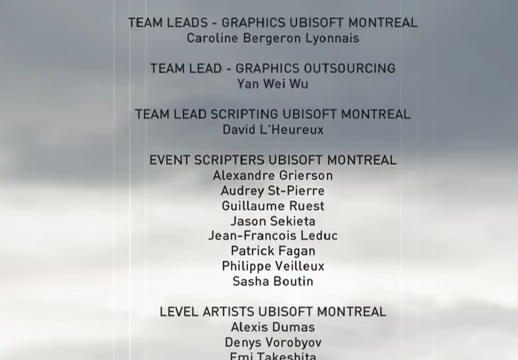 TEAM LEADS - GRAPHICS UBISOFT MONTREAL
Caroline Bergeron Lyonnais
TEAM LEAD - GRAPHICS OUTSOURCING
Yan Wei Wu
TEAM LEAD SCRIPTING UBISOFT MONTREAL
David L'Heureux
EVENT SCRIPTERS UBISOFT MONTREAL
Alexandre Grierson
Audrey St-Pierre
Guillaume Ruest
Jason Sekieta
Jean-Francois Leduc
Patrick Fagan
Philippe Veilleux
Sasha Boutin
LEVEL ARTISTS UBISOFT MONTREAL
Alexis Dumas
Denys Vorobyov
Emi Takeshita